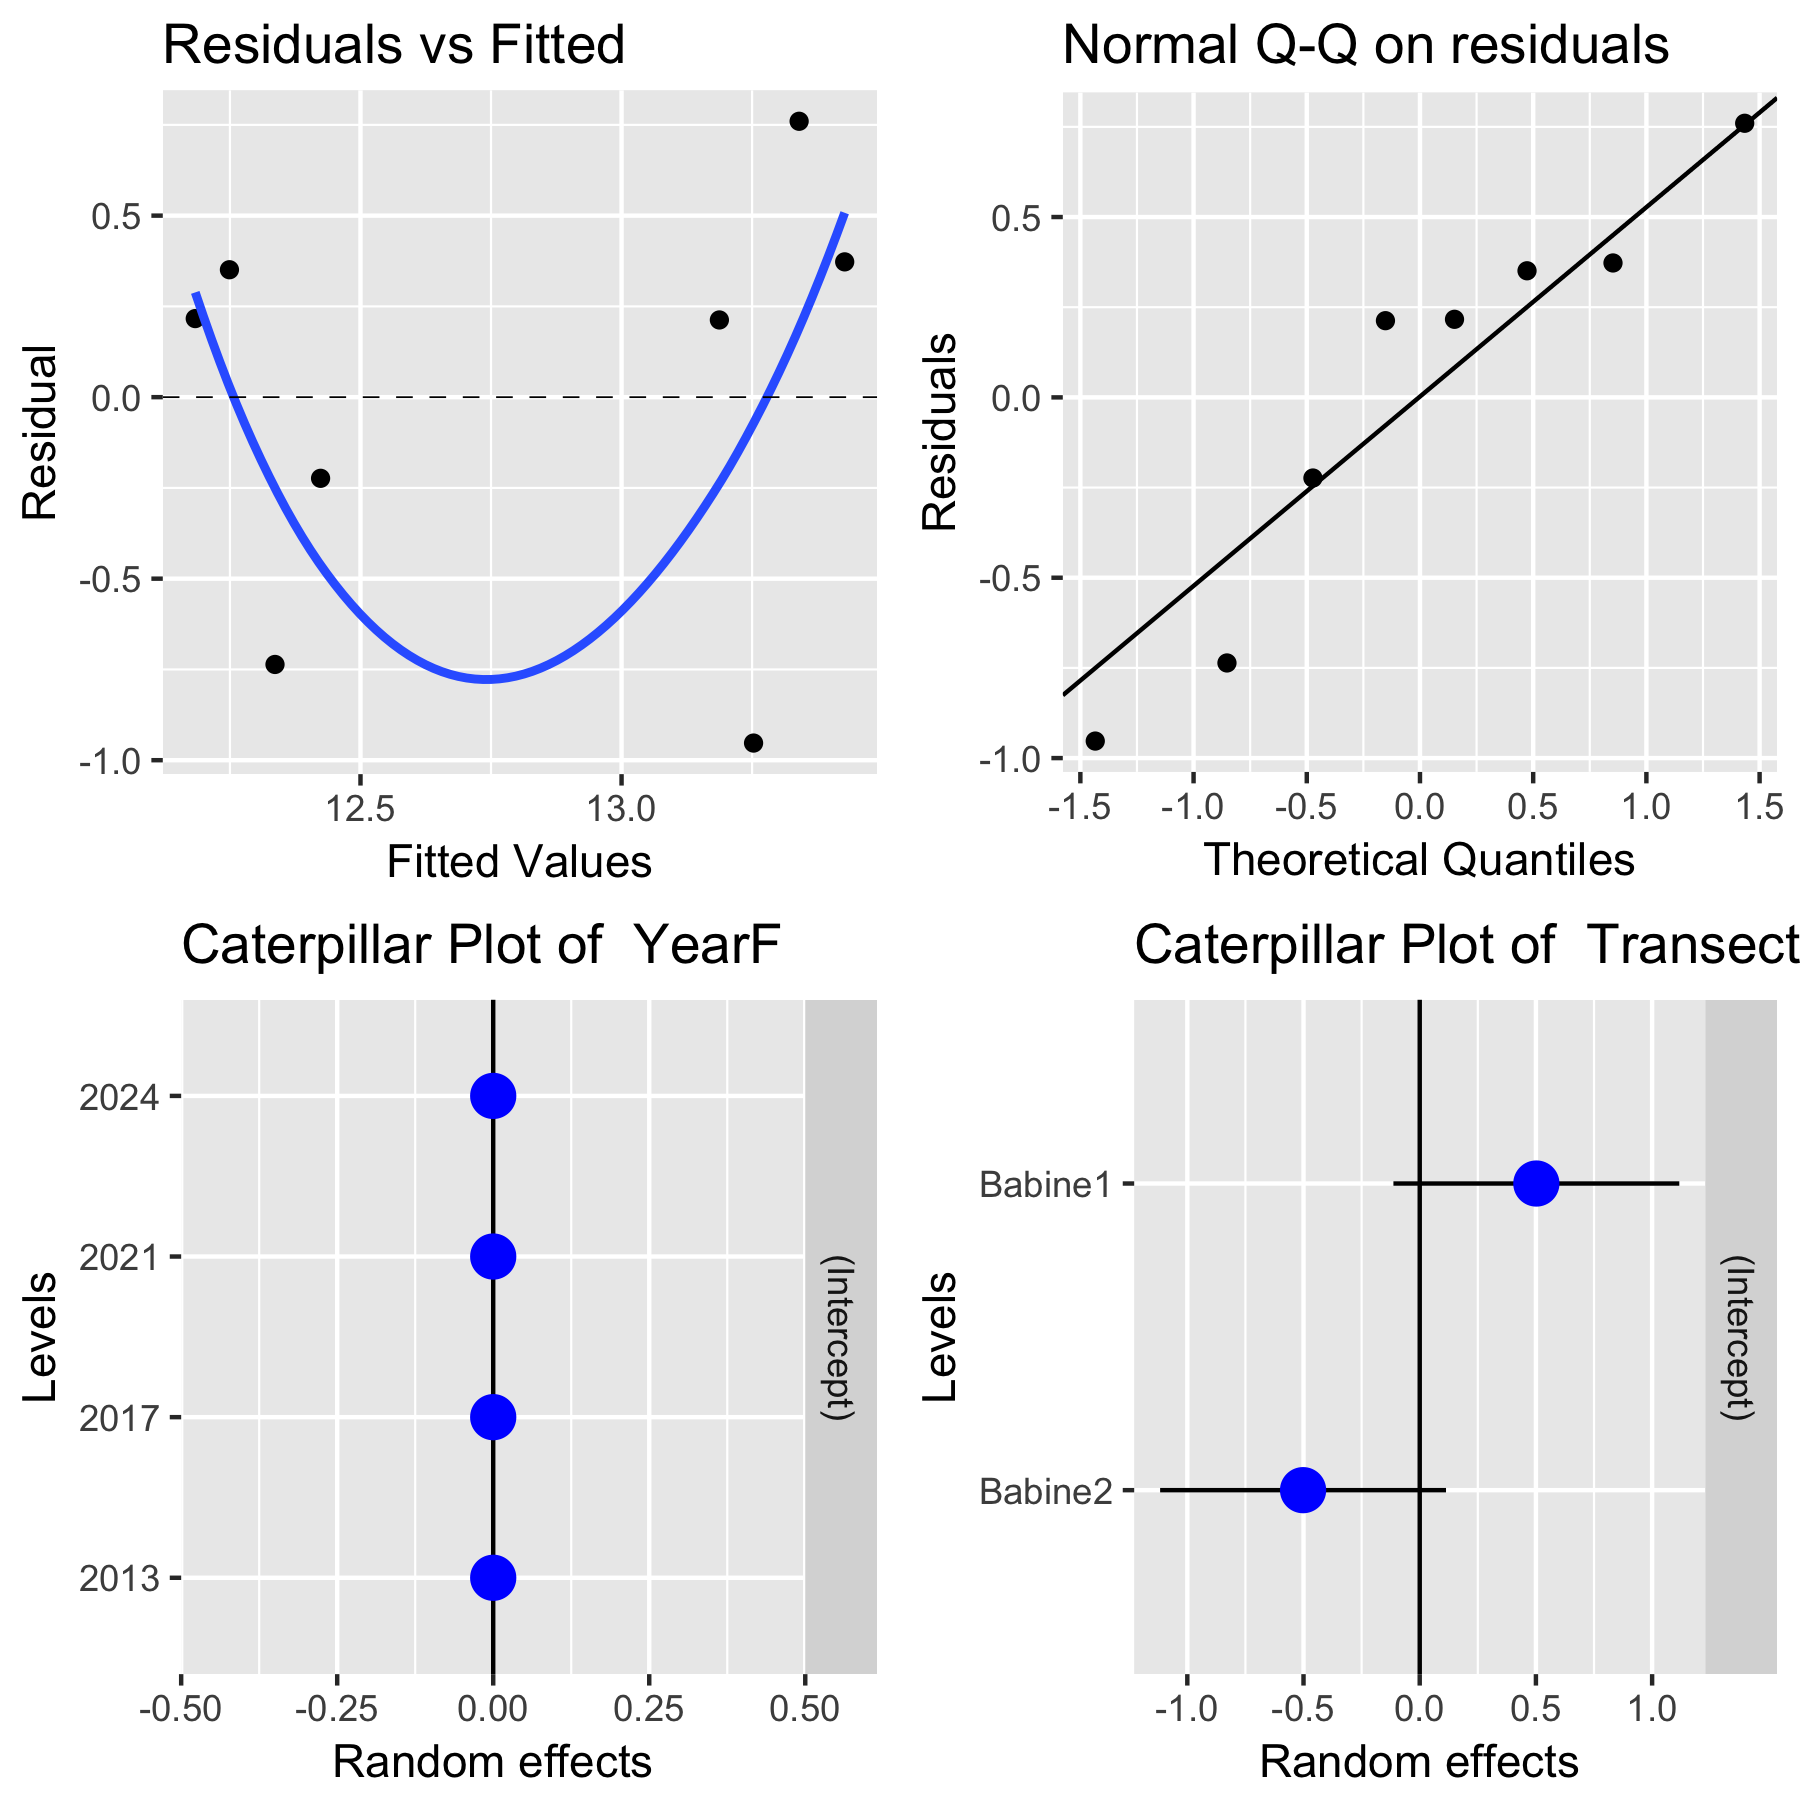 Residuals vs Fitted
0.5
0.0
-0.5
-1.0
Residual
12.5 13.0
Fitted Values
Normal Q-Q on residuals
0.5
0.0
-0.5
-1.0
Residuals
-1.5 -1.0 -0.5 0.0 0.5 1.0 1.5
Theoretical Quantiles
Caterpillar Plot of  YearF
2024
2021
2017
2013
Levels
(Intercept)
-0.50 -0.25 0.00 0.25 0.50
Random effects
Caterpillar Plot of  Transect
Babine1
Babine2
Levels
(Intercept)
-1.0 -0.5 0.0 0.5 1.0
Random effects